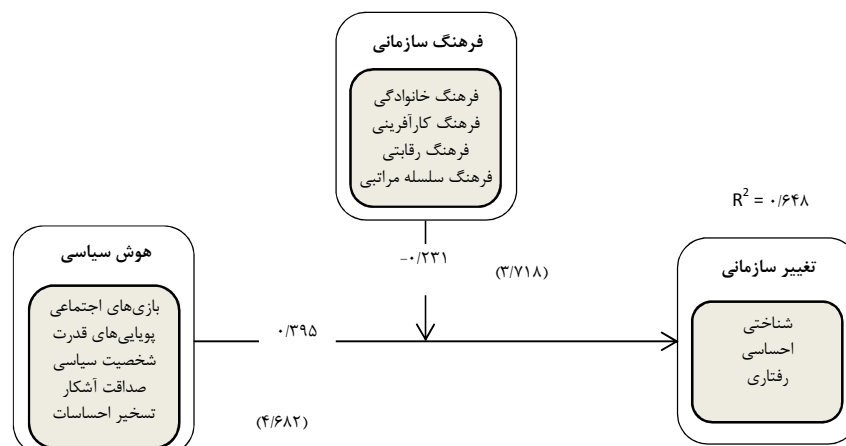 فرهنگ سازمانی
فرهنگ خانوادگی
فرهنگ کارآفرینی
فرهنگ رقابتی
فرهنگ سلسله مراتبی
R² = ۰/۶۴۸
−۰/۲۳۱
(۳/۷۱۸)
هوش سیاسی
بازی‌های اجتماعی
پویایی‌های قدرت
شخصیت سیاسی
صداقت آشکار
تسخیر احساسات
۰/۳۹۵
(۴/۶۸۲)
تغییر سازمانی
شناختی
احساسی
رفتاری